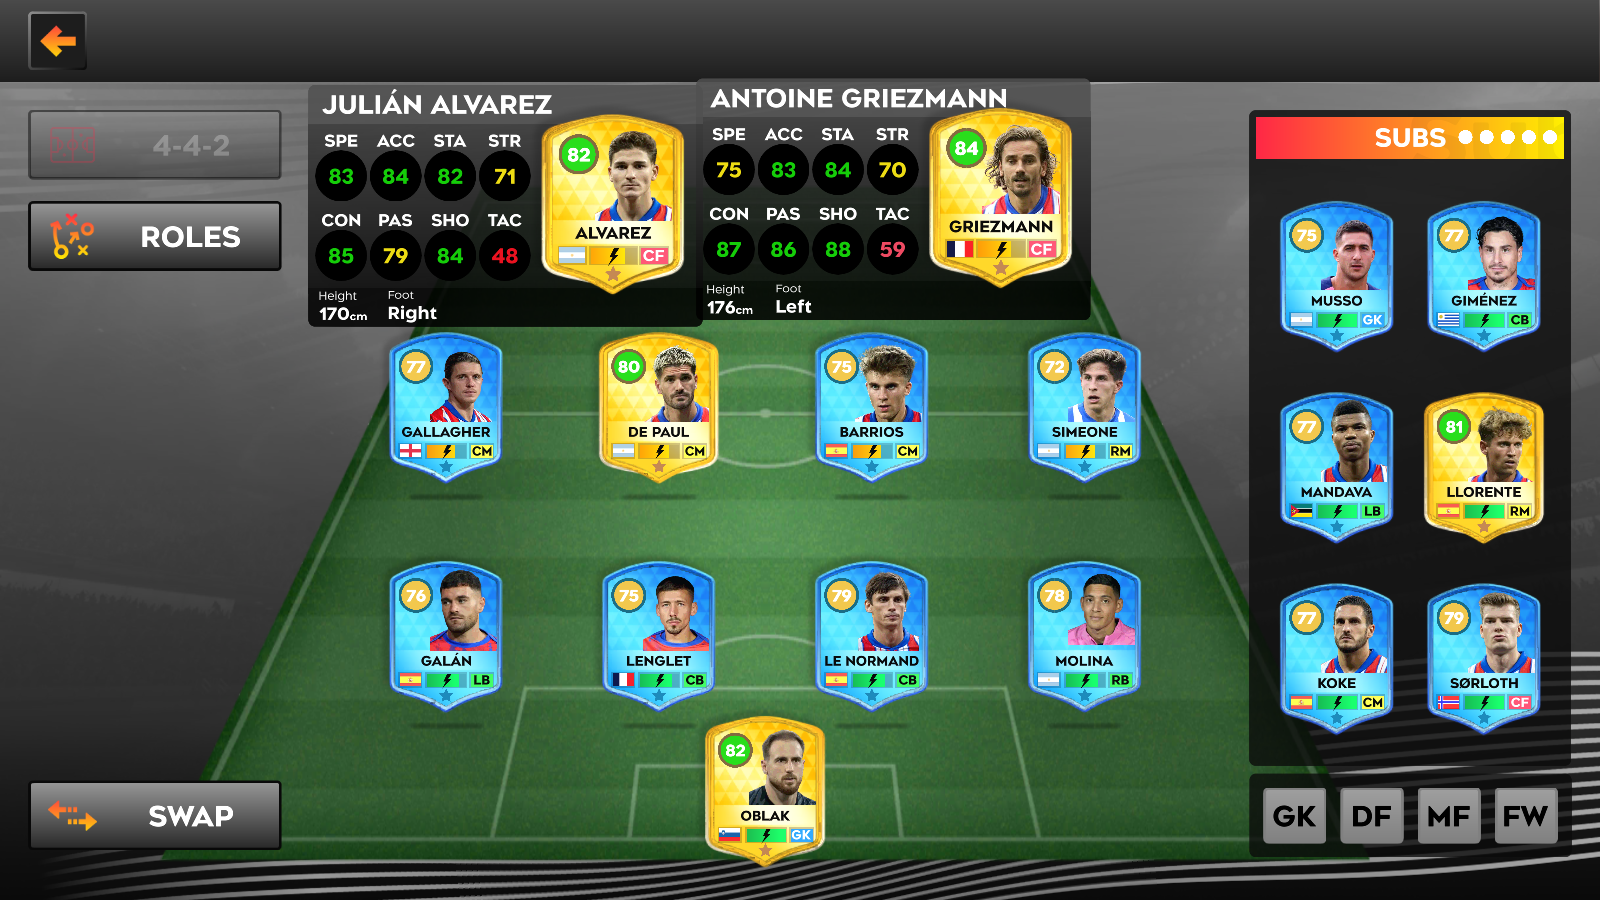 4-4-2
ROLES
JULIÁN ALVAREZ
SPE ACC STA STR
83 84 82 71
CON PAS SHO TAC
85 79 84 48
Height Foot
170cm Right
82
ALVAREZ
CF
ANTOINE GRIEZMANN
SPE ACC STA STR
75 83 84 70
CON PAS SHO TAC
87 86 88 59
Height Foot
176cm Left
84
GRIEZMANN
CF
SUBS
77
GALLAGHER
CM
80
DE PAUL
CM
75
BARRIOS
CM
72
SIMEONE
RM
76
GALÁN
LB
75
LENGLET
CB
79
LE NORMAND
CB
78
MOLINA
RB
82
OBLAK
GK
75
MUSSO
GK
77
GIMÉNEZ
CB
77
MANDAVA
LB
81
LLORENTE
RM
77
KOKE
CM
79
SØRLOTH
CF
SWAP
GK DF MF FW